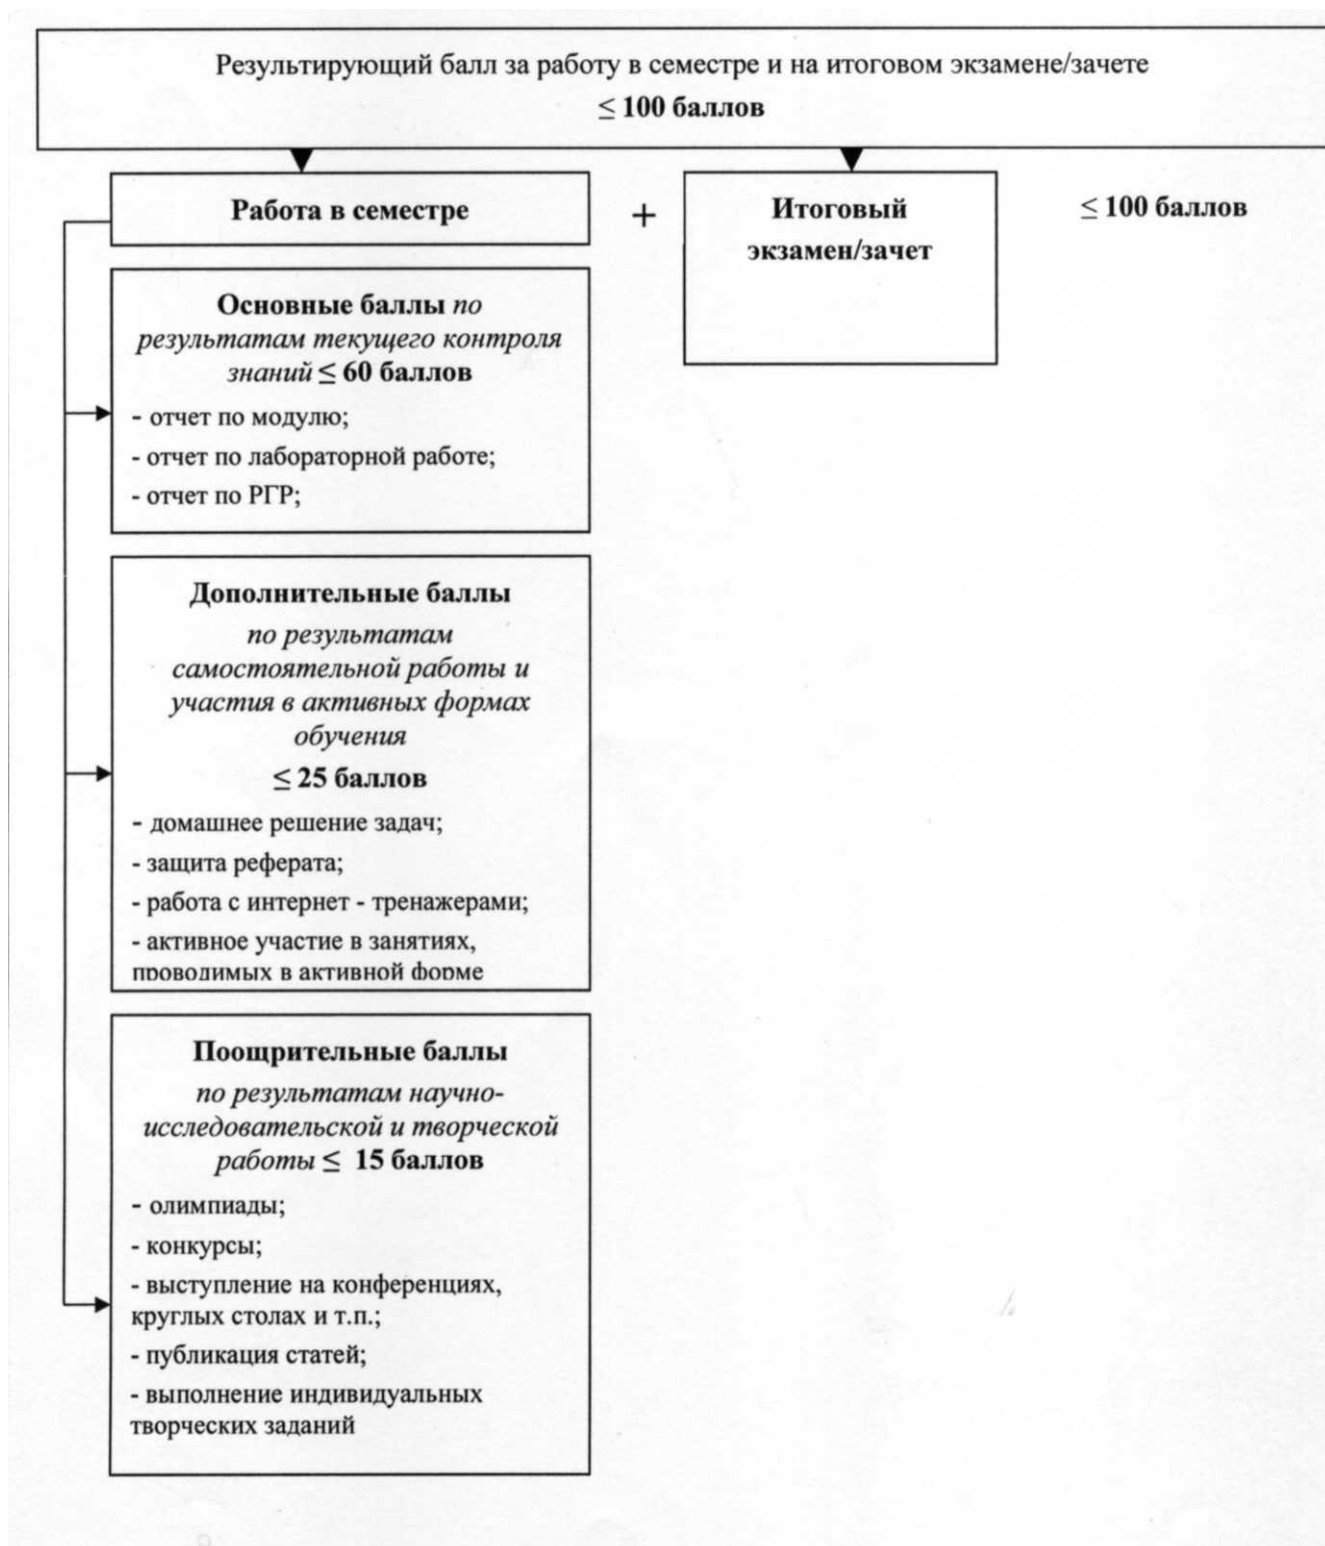 Результирующий балл за работу в семестре и на итоговом экзамене/зачете
≤ 100 баллов
Работа в семестре
+
Итоговый
экзамен/зачет
≤ 100 баллов
Основные баллы по
результатам текущего контроля
знаний ≤ 60 баллов
- отчет по модулю;
- отчет по лабораторной работе;
- отчет по РГР;
Дополнительные баллы
по результатам
самостоятельной работы и
участия в активных формах
обучения
≤ 25 баллов
- домашнее решение задач;
- защита реферата;
- работа с интернет - тренажерами;
- активное участие в занятиях,
проводимых в активной форме
Поощрительные баллы
по результатам научно-
исследовательской и творческой
работы ≤ 15 баллов
- олимпиады;
- конкурсы;
- выступление на конференциях,
круглых столах и т.п.;
- публикация статей;
- выполнение индивидуальных
творческих заданий